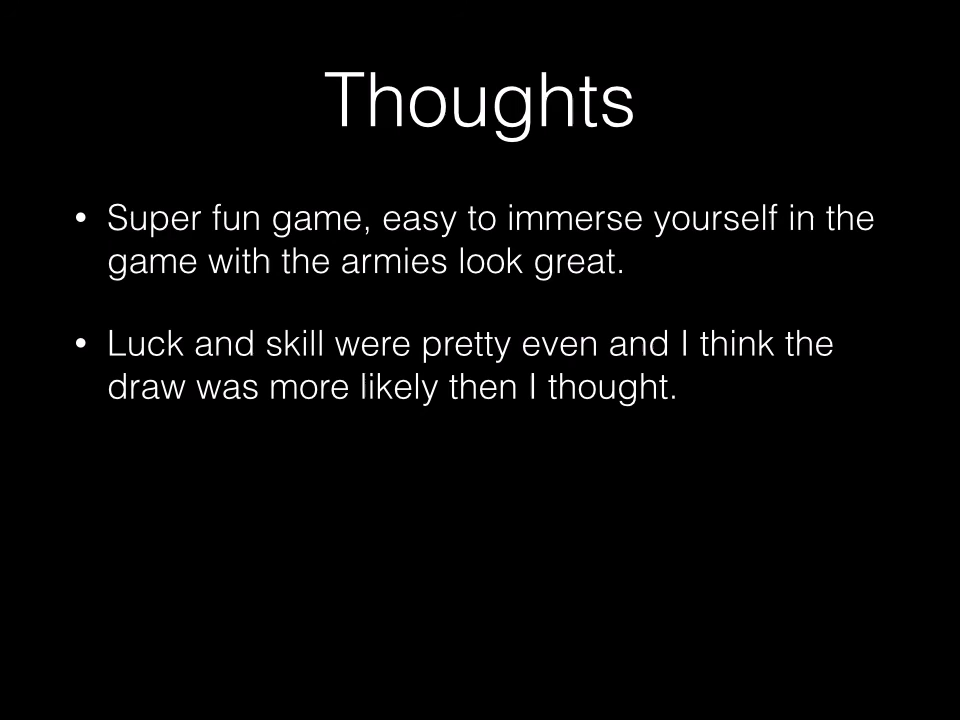 Thoughts
• Super fun game, easy to immerse yourself in the
game with the armies look great.
• Luck and skill were pretty even and I think the
draw was more likely then I thought.